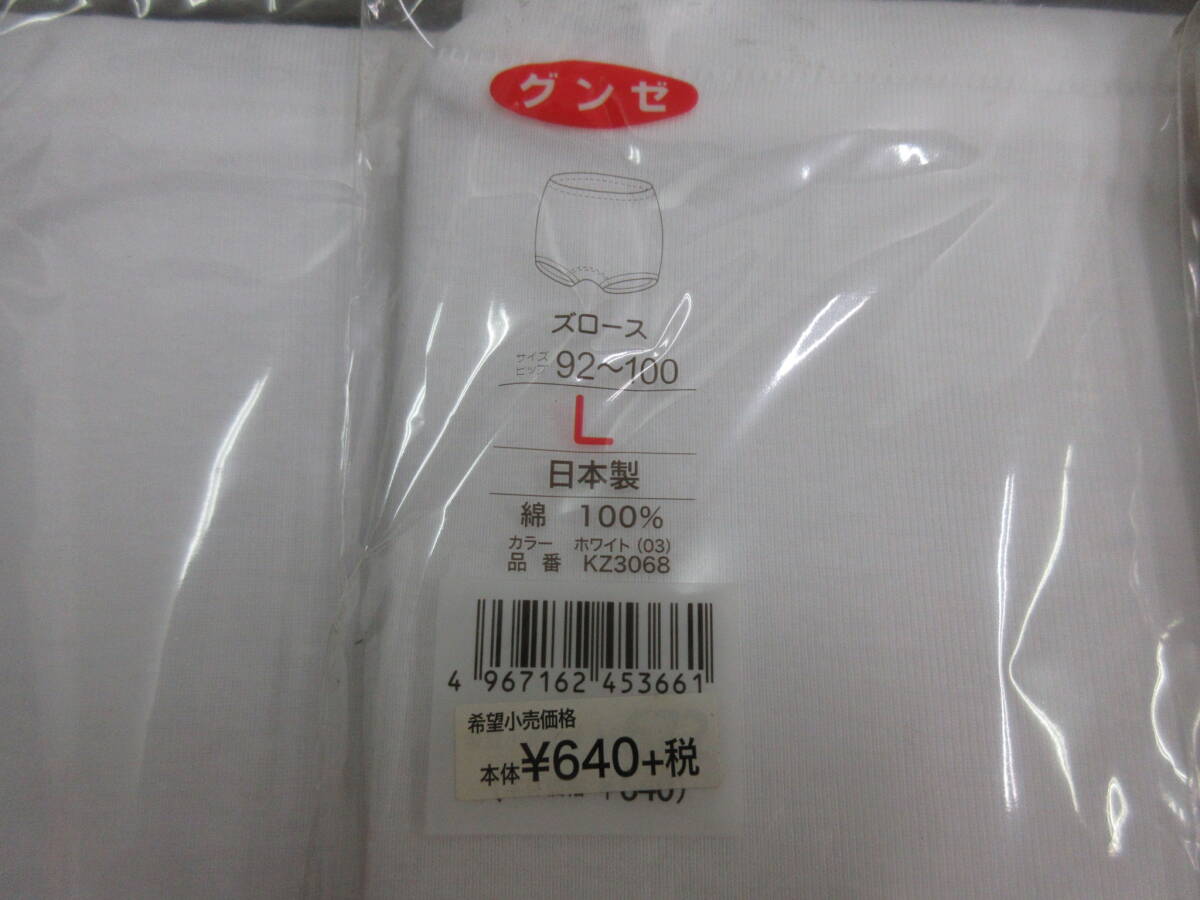 グンゼ
ズロース
サイズ
ヒップ 92～100
L
日本製
綿 100%
カラー ホワイト(03)
品番 KZ3068
4 967162 453661
希望小売価格
本体¥640+税